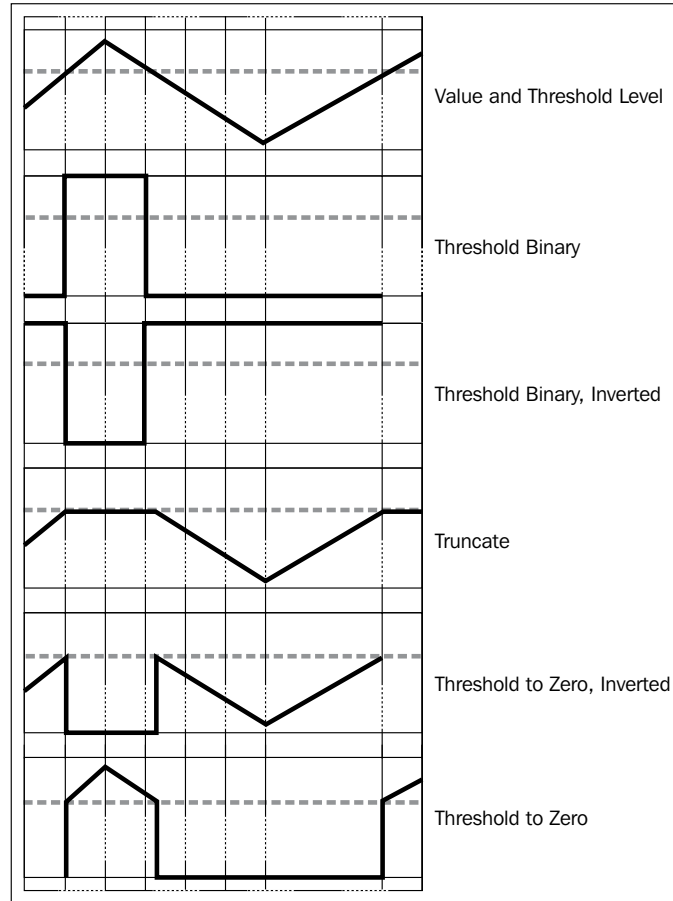 Value and Threshold Level
Threshold Binary
Threshold Binary, Inverted
Truncate
Threshold to Zero, Inverted
Threshold to Zero